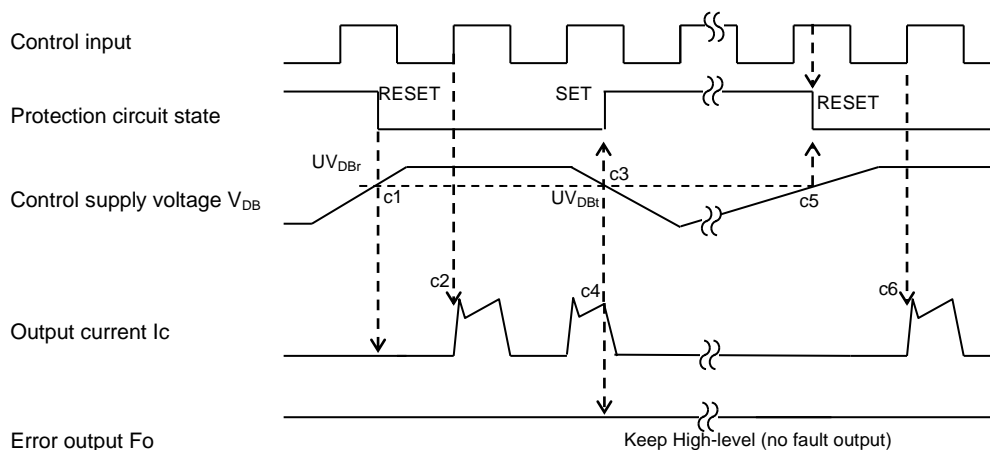 Control input
RESET
SET
RESET
Protection circuit state
UVDBr
c3
c1
UVDBt
c5
Control supply voltage VDB
c2
c4
c6
Output current Ic
Keep High-level (no fault output)
Error output Fo